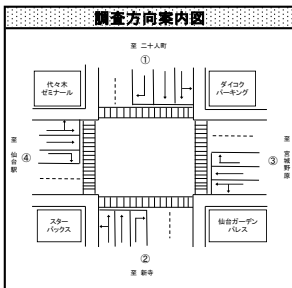 調査方向案内図
至 二十人町
①
代々木
ゼミナール
ダイコク
パーキング
至 仙台駅
④
③
至 宮城野原
スター
バックス
仙台ガーデン
パレス
②
至 新寺